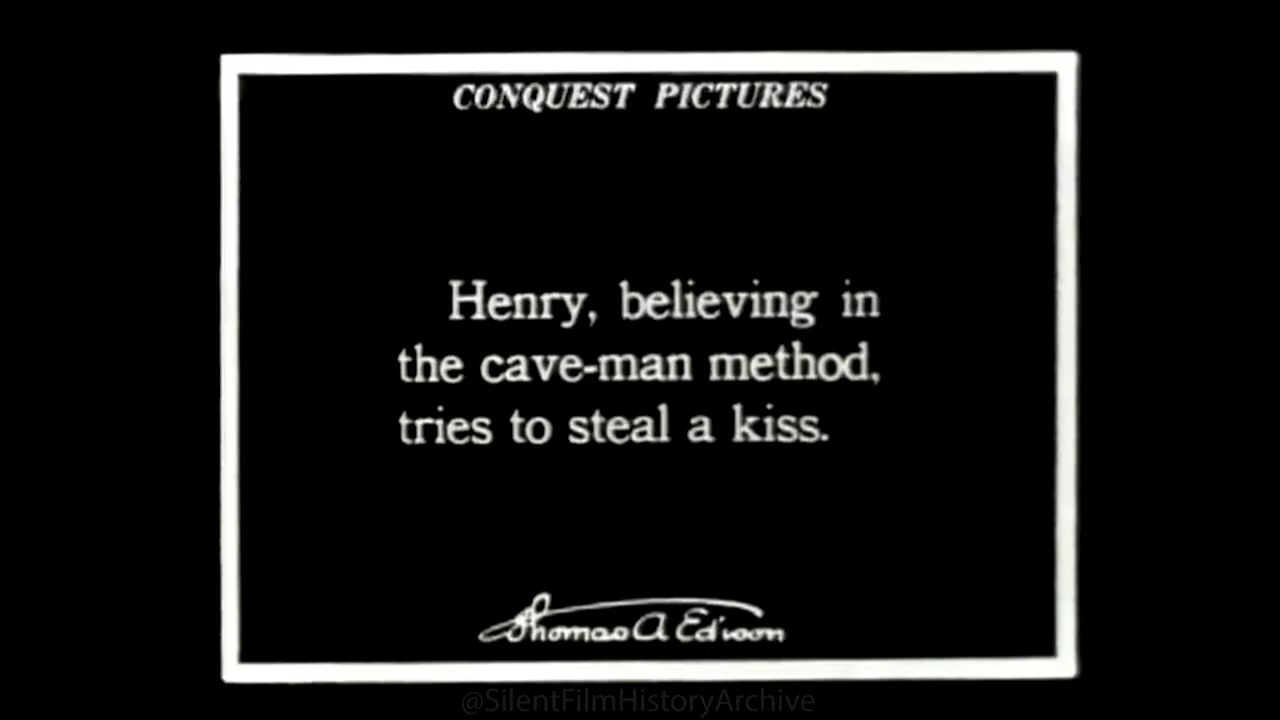 CONQUEST PICTURES
Henry, believing in
the cave-man method,
tries to steal a kiss.
Thomas A Edison
@SilentFilmHistoryArchive